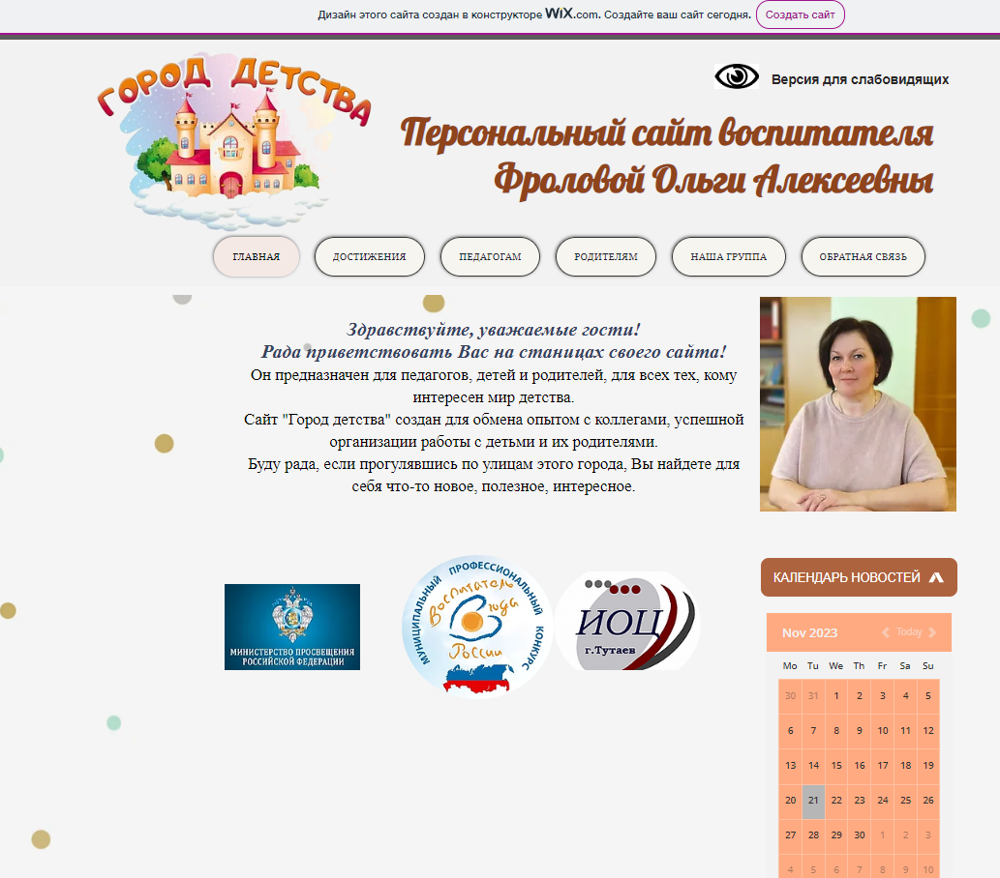 Дизайн этого сайта создан в конструкторе WiX.com. Создайте ваш сайт сегодня. Создать сайт
ГОРОД ДЕТСТВА
Версия для слабовидящих
Персональный сайт воспитателя
Фроловой Ольги Алексеевны
ГЛАВНАЯ ДОСТИЖЕНИЯ ПЕДАГОГАМ РОДИТЕЛЯМ НАША ГРУППА ОБРАТНАЯ СВЯЗЬ
Здравствуйте, уважаемые гости!
Рада приветствовать Вас на станицах своего сайта!
Он предназначен для педагогов, детей и родителей, для всех тех, кому
интересен мир детства.
Сайт "Город детства" создан для обмена опытом с коллегами, успешной
организации работы с детьми и их родителями.
Буду рада, если прогулявшись по улицам этого города, Вы найдете для
себя что-то новое, полезное, интересное.
МИНИСТЕРСТВО ПРОСВЕЩЕНИЯ
РОССИЙСКОЙ ФЕДЕРАЦИИ
МУНИЦИПАЛЬНЫЙ ПРОФЕССИОНАЛЬНЫЙ КОНКУРС
Воспитатель
года
России
ИОЦ
г.Тутаев
КАЛЕНДАРЬ НОВОСТЕЙ
Nov 2023 Today
Mo Tu We Th Fr Sa Su
30 31 1 2 3 4 5
6 7 8 9 10 11 12
13 14 15 16 17 18 19
20 21 22 23 24 25 26
27 28 29 30 1 2 3
4 5 6 7 8 9 10